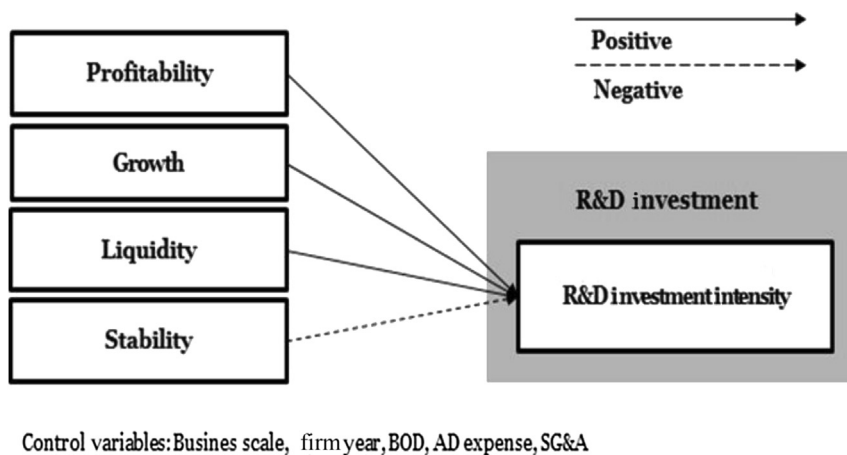 Profitability
Growth
Liquidity
Stability
Positive
Negative
R&D investment
R&D investment intensity
Control variables: Busines scale, firm year, BOD, AD expense, SG&A